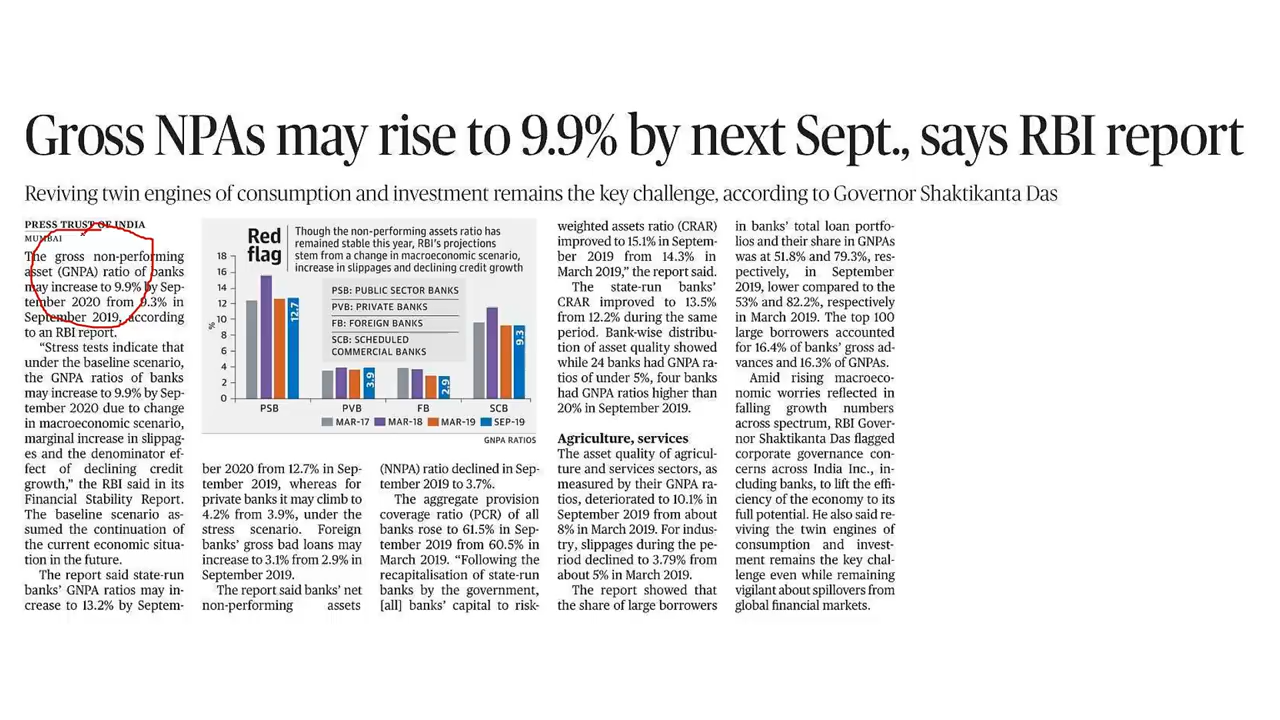 Gross NPAs may rise to 9.9% by next Sept., says RBI report
Reviving twin engines of consumption and investment remains the key challenge, according to Governor Shaktikanta Das
PRESS TRUST OF INDIA
MUMBAI
The gross non-performing
asset (GNPA) ratio of banks
may increase to 9.9% by Sep-
tember 2020 from 9.3% in
September 2019, according
to an RBI report.
“Stress tests indicate that
under the baseline scenario,
the GNPA ratios of banks
may increase to 9.9% by Sep-
tember 2020 due to change
in macroeconomic scenario,
marginal increase in slippag-
es and the denominator ef-
fect of declining credit
growth,” the RBI said in its
Financial Stability Report.
The baseline scenario as-
sumed the continuation of
the current economic situa-
tion in the future.
The report said state-run
banks’ GNPA ratios may in-
crease to 13.2% by Septem-
Red
flag
Though the non-performing assets ratio has
remained stable this year, RBI’s projections
stem from a change in macroeconomic scenario,
increase in slippages and declining credit growth
PSB: PUBLIC SECTOR BANKS
PVB: PRIVATE BANKS
FB: FOREIGN BANKS
SCB: SCHEDULED
COMMERCIAL BANKS
%
18
16
14
12
10
8
6
4
2
0
12.7
3.9
2.9
9.3
PSB PVB FB SCB
MAR-17 MAR-18 MAR-19 SEP-19
GNPA RATIOS
ber 2020 from 12.7% in Sep-
tember 2019, whereas for
private banks it may climb to
4.2% from 3.9%, under the
stress scenario. Foreign
banks’ gross bad loans may
increase to 3.1% from 2.9% in
September 2019.
The report said banks’ net
non-performing assets
(NNPA) ratio declined in Sep-
tember 2019 to 3.7%.
The aggregate provision
coverage ratio (PCR) of all
banks rose to 61.5% in Sep-
tember 2019 from 60.5% in
March 2019. “Following the
recapitalisation of state-run
banks by the government,
[all] banks’ capital to risk-
weighted assets ratio (CRAR)
improved to 15.1% in Septem-
ber 2019 from 14.3% in
March 2019,” the report said.
The state-run banks’
CRAR improved to 13.5%
from 12.2% during the same
period. Bank-wise distribu-
tion of asset quality showed
while 24 banks had GNPA ra-
tios of under 5%, four banks
had GNPA ratios higher than
20% in September 2019.
Agriculture, services
The asset quality of agricul-
ture and services sectors, as
measured by their GNPA ra-
tios, deteriorated to 10.1% in
September 2019 from about
8% in March 2019. For indus-
try, slippages during the pe-
riod declined to 3.79% from
about 5% in March 2019.
The report showed that
the share of large borrowers
in banks’ total loan portfo-
lios and their share in GNPAs
was at 51.8% and 79.3%, res-
pectively, in September
2019, lower compared to the
53% and 82.2%, respectively
in March 2019. The top 100
large borrowers accounted
for 16.4% of banks’ gross ad-
vances and 16.3% of GNPAs.
Amid rising macroeco-
nomic worries reflected in
falling growth numbers
across spectrum, RBI Gover-
nor Shaktikanta Das flagged
corporate governance con-
cerns across India Inc., in-
cluding banks, to lift the effi-
ciency of the economy to its
full potential. He also said re-
viving the twin engines of
consumption and invest-
ment remains the key chal-
lenge even while remaining
vigilant about spillovers from
global financial markets.